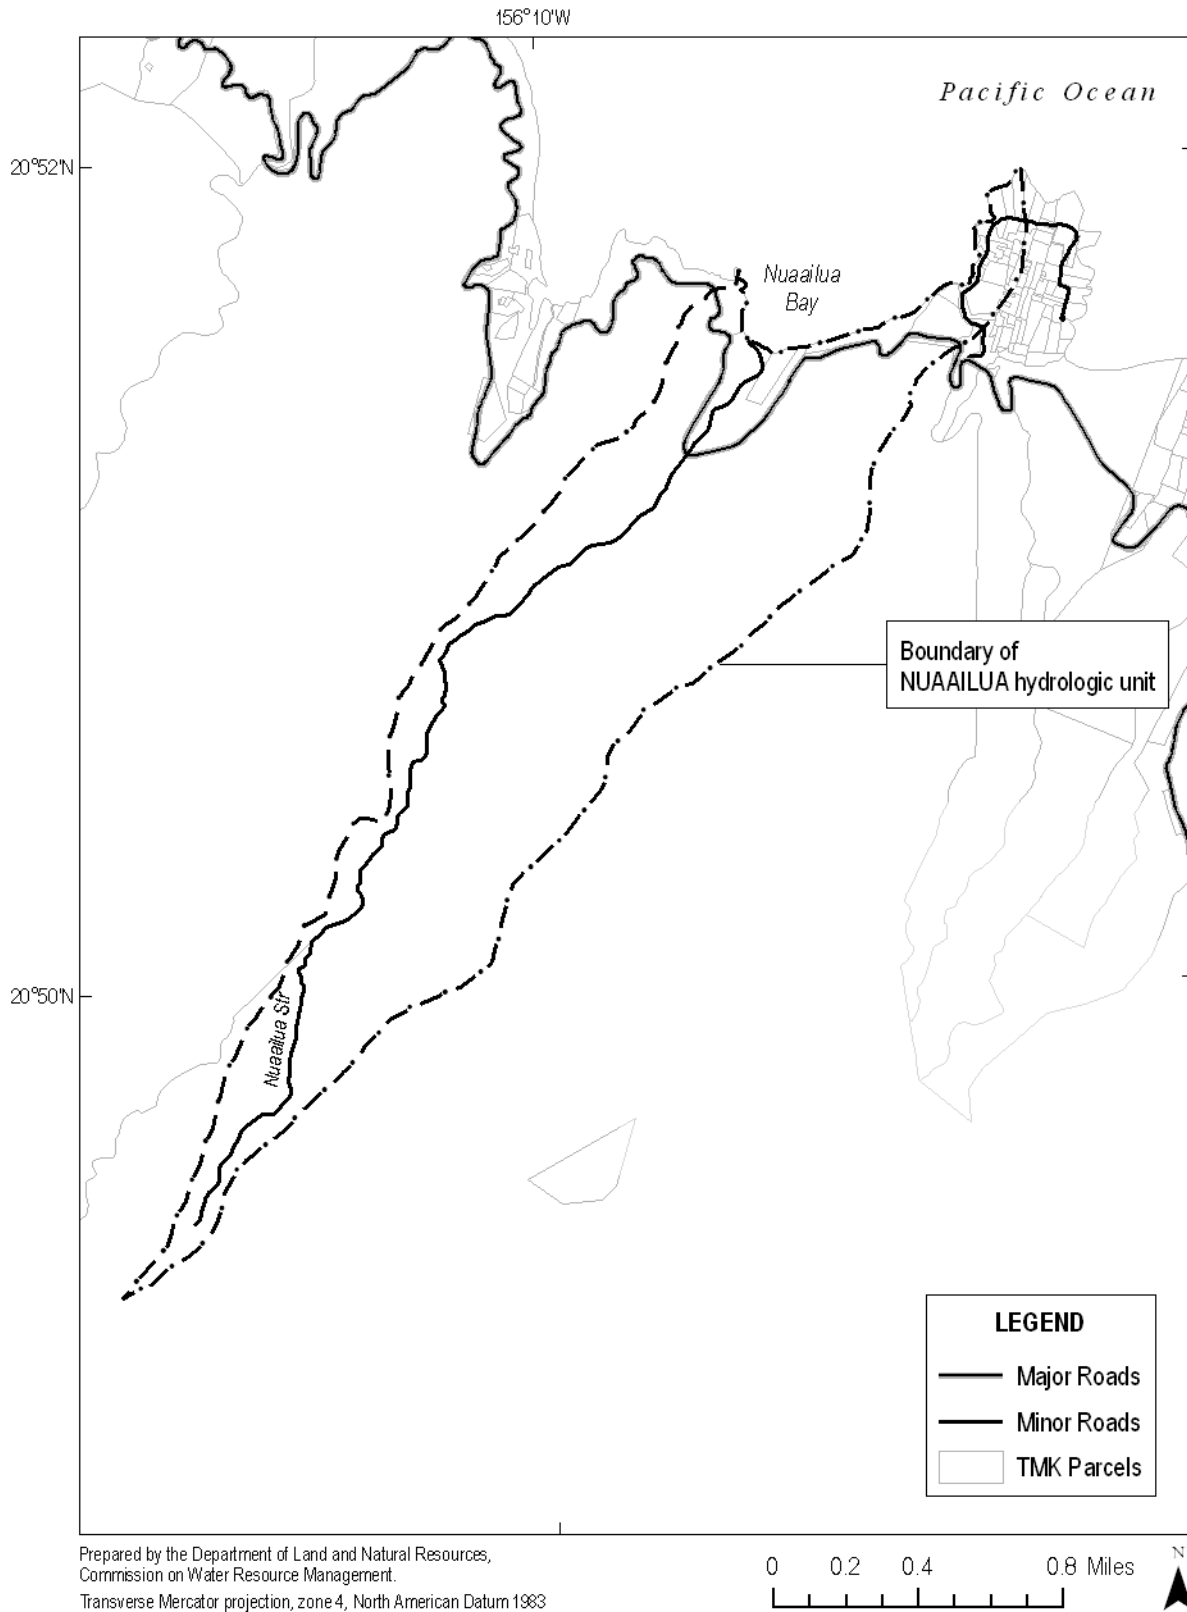 156°10'W
Pacific Ocean
20°52'N
Nuaailua
Bay
Boundary of
NUAAILUA hydrologic unit
20°50'N
Nuaailua Str
LEGEND
Major Roads
Minor Roads
TMK Parcels
Prepared by the Department of Land and Natural Resources,
Commission on Water Resource Management.
Transverse Mercator projection, zone 4, North American Datum 1983
0 0.2 0.4 0.8 Miles
N